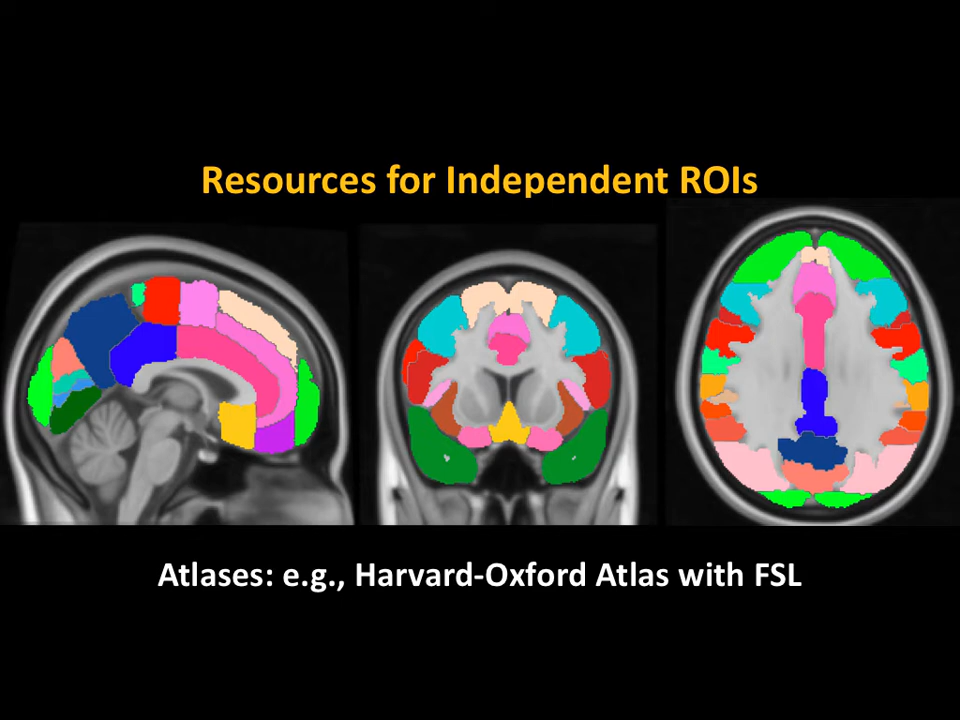 Resources for Independent ROIs
Atlases: e.g., Harvard-Oxford Atlas with FSL